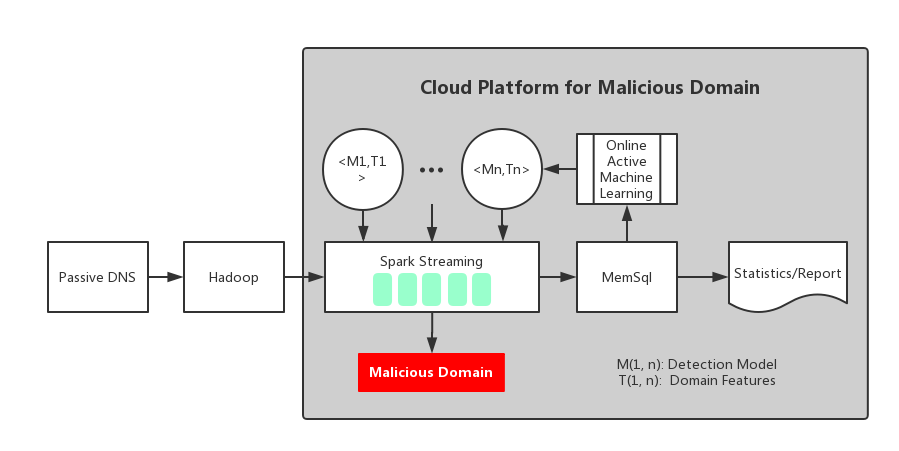 Cloud Platform for Malicious Domain
<M1,T1
>
...
<Mn,Tn>
Online
Active
Machine
Learning
Passive DNS
Hadoop
Spark Streaming
MemSql
Statistics/Report
Malicious Domain
M(1, n): Detection Model
T(1, n): Domain Features